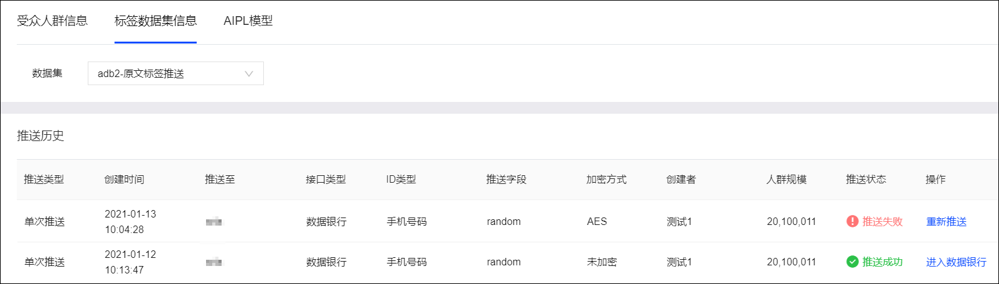 受众人群信息 标签数据集信息 AIPL模型
数据集 adb2-原文标签推送
推送历史
推送类型 创建时间 推送至 接口类型 ID类型 推送字段 加密方式 创建者 人群规模 推送状态 操作
单次推送 2021-01-13 10:04:28 数据银行 手机号码 random AES 测试1 20,100,011 推送失败 重新推送
单次推送 2021-01-12 10:13:47 数据银行 手机号码 random 未加密 测试1 20,100,011 推送成功 进入数据银行